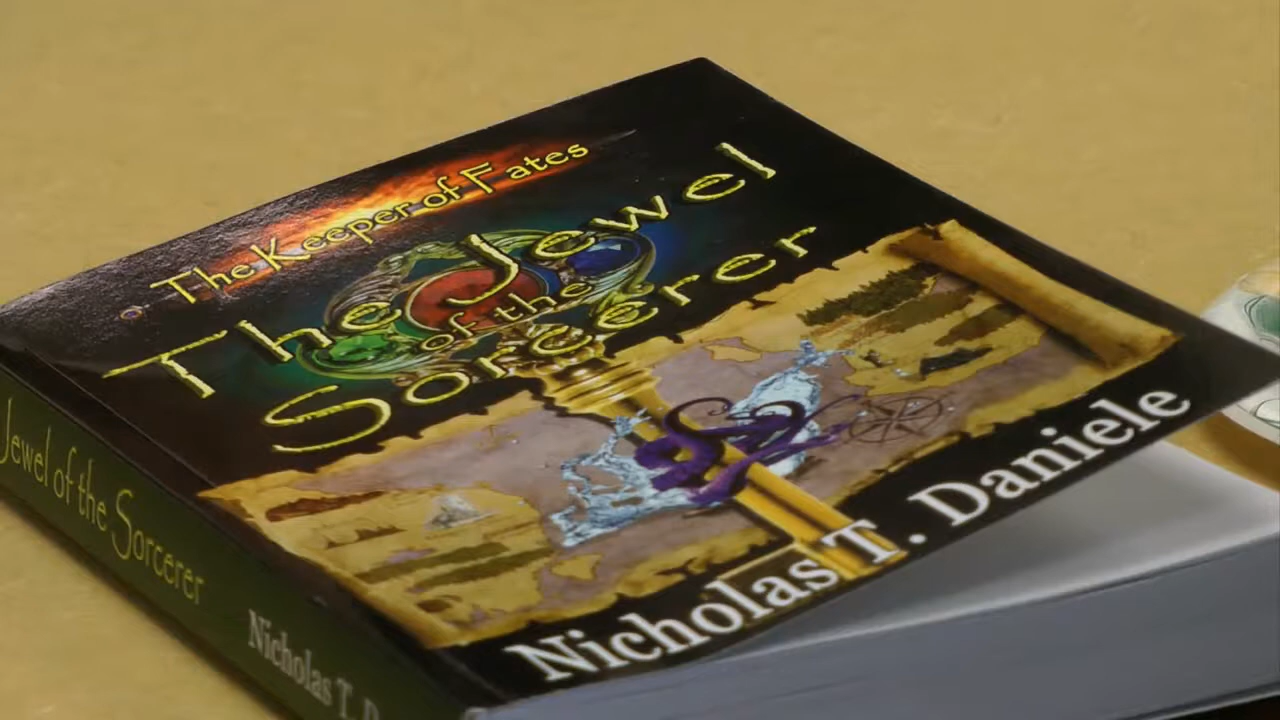 The Keeper of Fates
The Jewel
of the
Sorcerer
Nicholas T. Daniele
Jewel of the Sorcerer
Nicholas T.